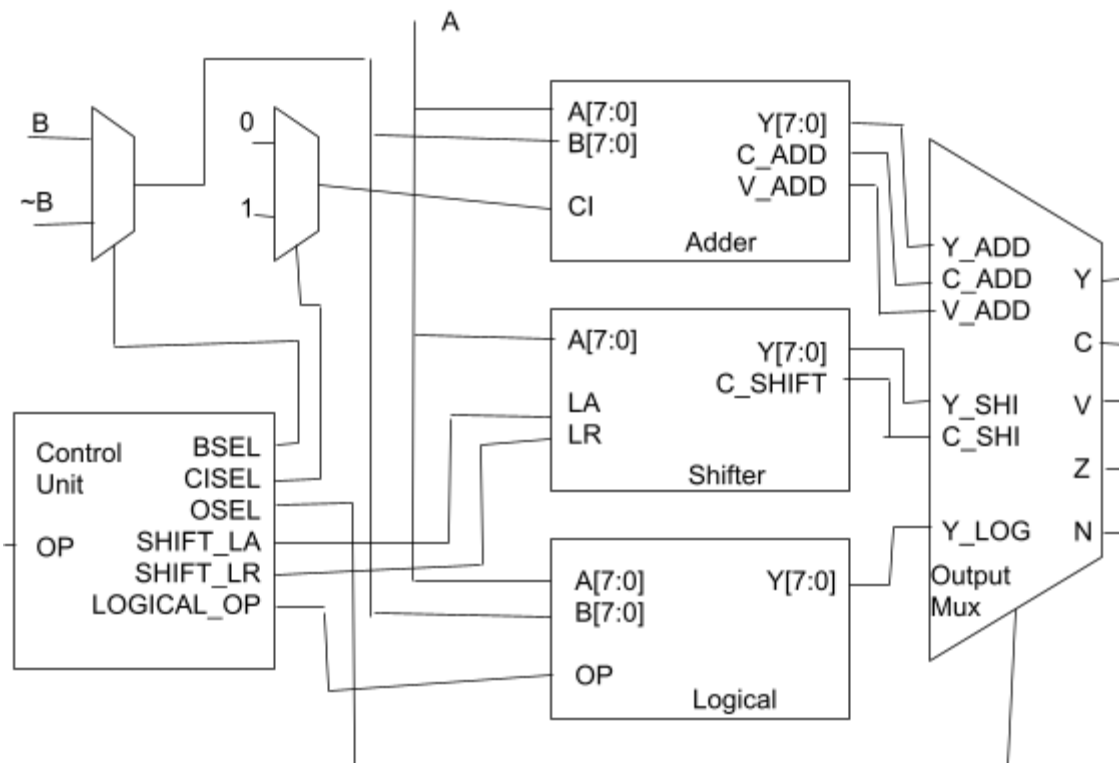 A
B
~B
0
1
A[7:0]
B[7:0]
CI
Y[7:0]
C_ADD
V_ADD
Adder
A[7:0]
LA
LR
Y[7:0]
C_SHIFT
Shifter
Control
Unit
OP
BSEL
CISEL
OSEL
SHIFT_LA
SHIFT_LR
LOGICAL_OP
A[7:0]
B[7:0]
OP
Y[7:0]
Logical
Y_ADD
C_ADD
V_ADD
Y_SHI
C_SHI
Y_LOG
Output
Mux
Y
C
V
Z
N